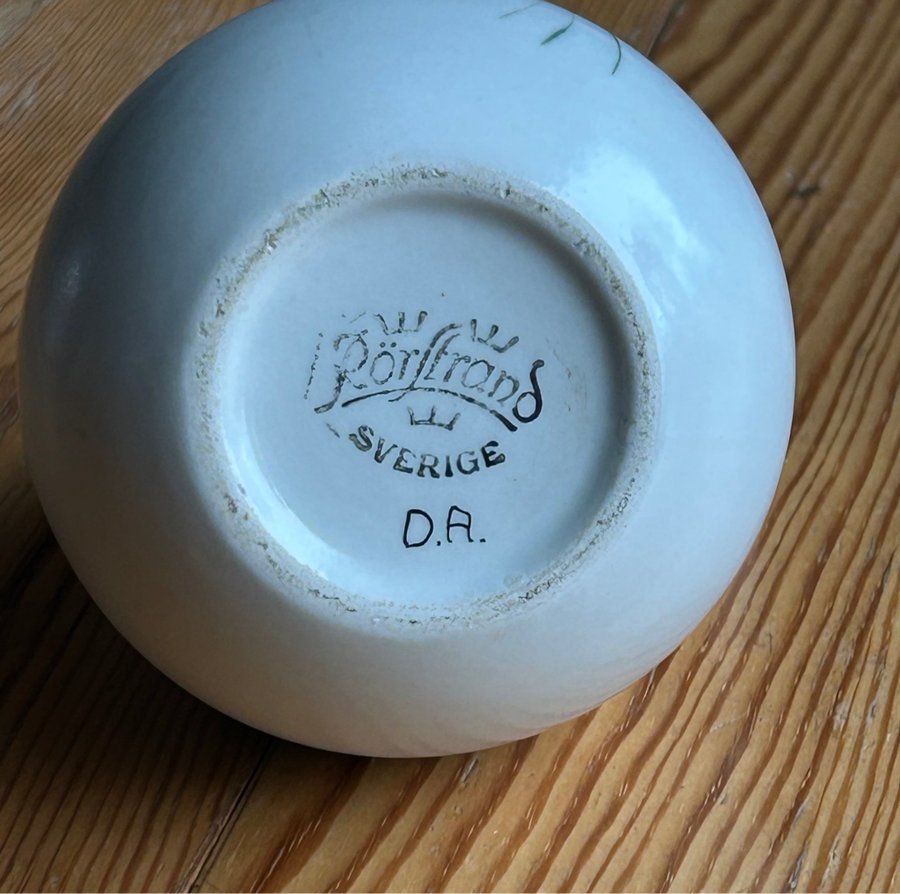 Rörstrand
SVERIGE
D.A.